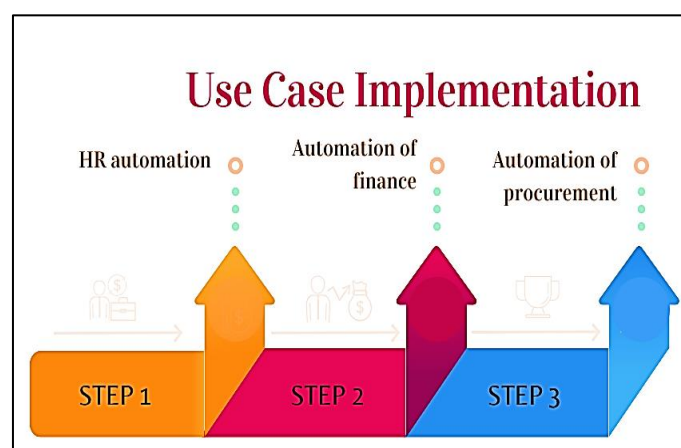 Use Case Implementation
HR automation
Automation of
finance
Automation of
procurement
STEP 1
STEP 2
STEP 3